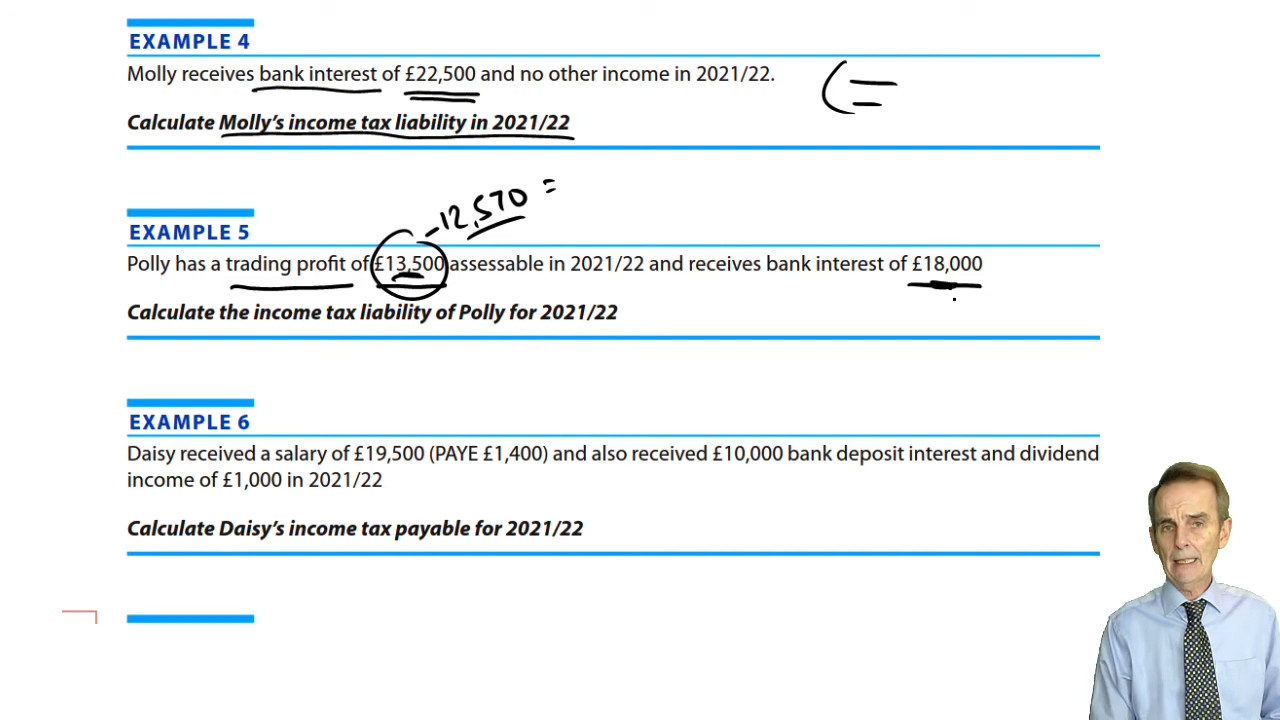 EXAMPLE 4
Molly receives bank interest of £22,500 and no other income in 2021/22.
Calculate Molly's income tax liability in 2021/22
-12,570 =
EXAMPLE 5
Polly has a trading profit of £13,500 assessable in 2021/22 and receives bank interest of £18,000
Calculate the income tax liability of Polly for 2021/22
EXAMPLE 6
Daisy received a salary of £19,500 (PAYE £1,400) and also received £10,000 bank deposit interest and dividend
income of £1,000 in 2021/22
Calculate Daisy's income tax payable for 2021/22